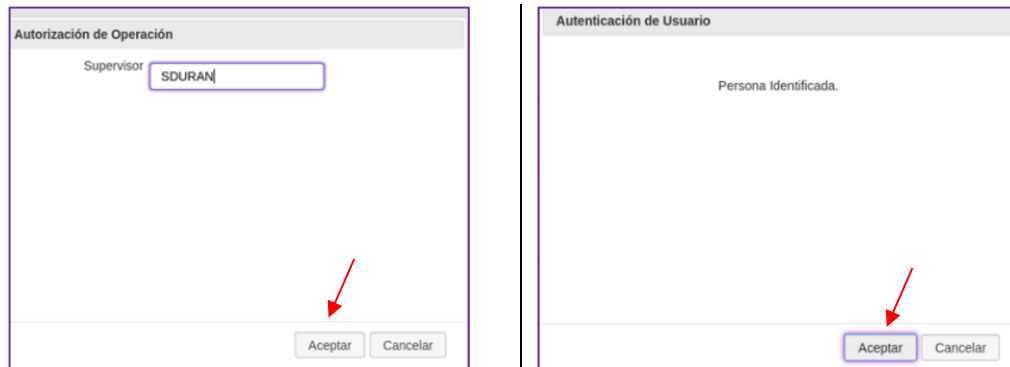 Autorización de Operación
Supervisor
SDURAN
Aceptar
Cancelar
Autenticación de Usuario
Persona Identificada.
Aceptar
Cancelar